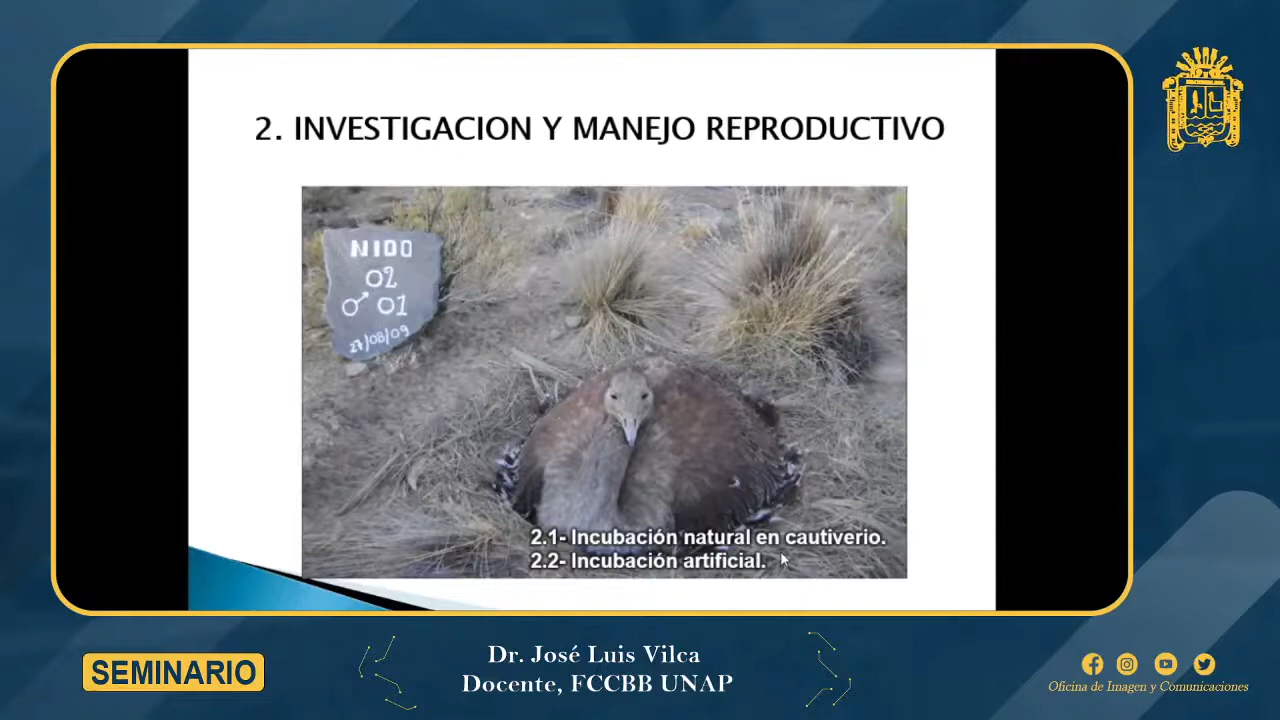 2. INVESTIGACION Y MANEJO REPRODUCTIVO
NIDO
02
♂ 01
27/08/09
2.1- Incubación natural en cautiverio.
2.2- Incubación artificial.
SEMINARIO
Dr. José Luis Vilca
Docente, FCCBB UNAP
Oficina de Imagen y Comunicaciones